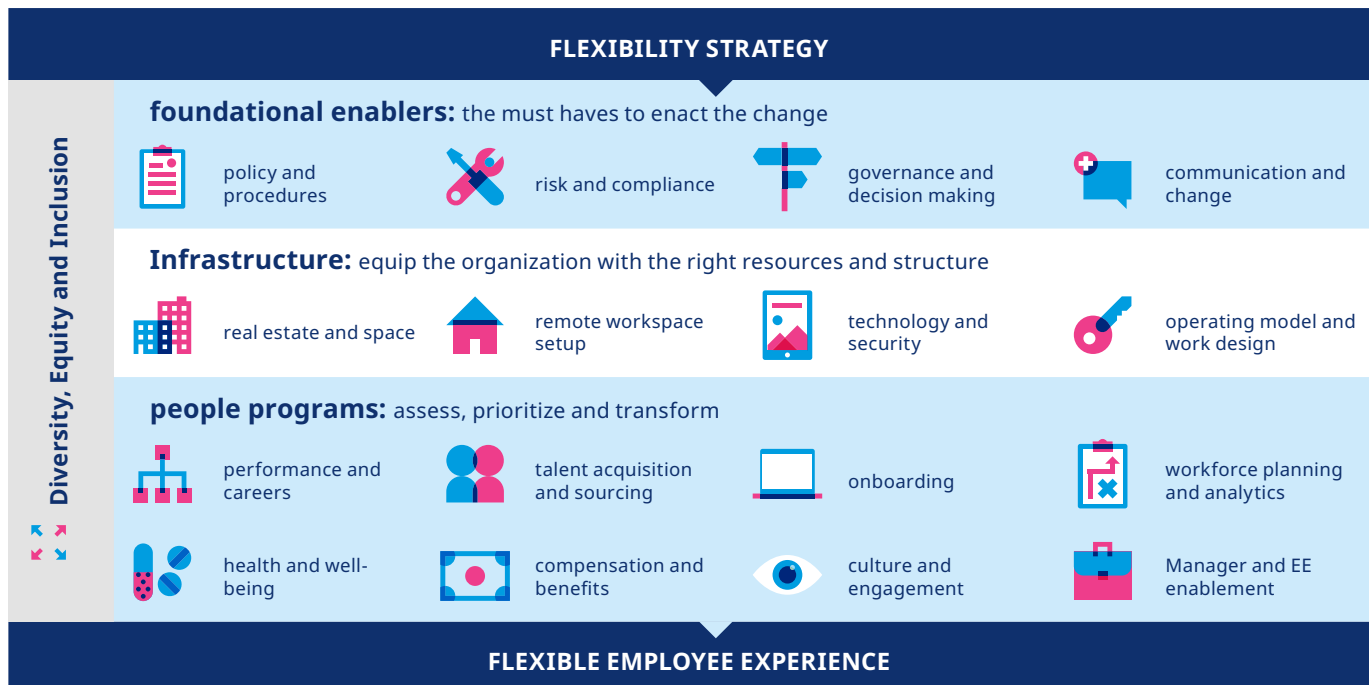 FLEXIBILITY STRATEGY
Diversity, Equity and Inclusion
foundational enablers: the must haves to enact the change
policy and
procedures
risk and compliance
governance and
decision making
communication and
change
Infrastructure: equip the organization with the right resources and structure
real estate and space
remote workspace
setup
technology and
security
operating model and
work design
people programs: assess, prioritize and transform
performance and
careers
talent acquisition
and sourcing
onboarding
workforce planning
and analytics
health and well-
being
compensation and
benefits
culture and
engagement
Manager and EE
enablement
FLEXIBLE EMPLOYEE EXPERIENCE